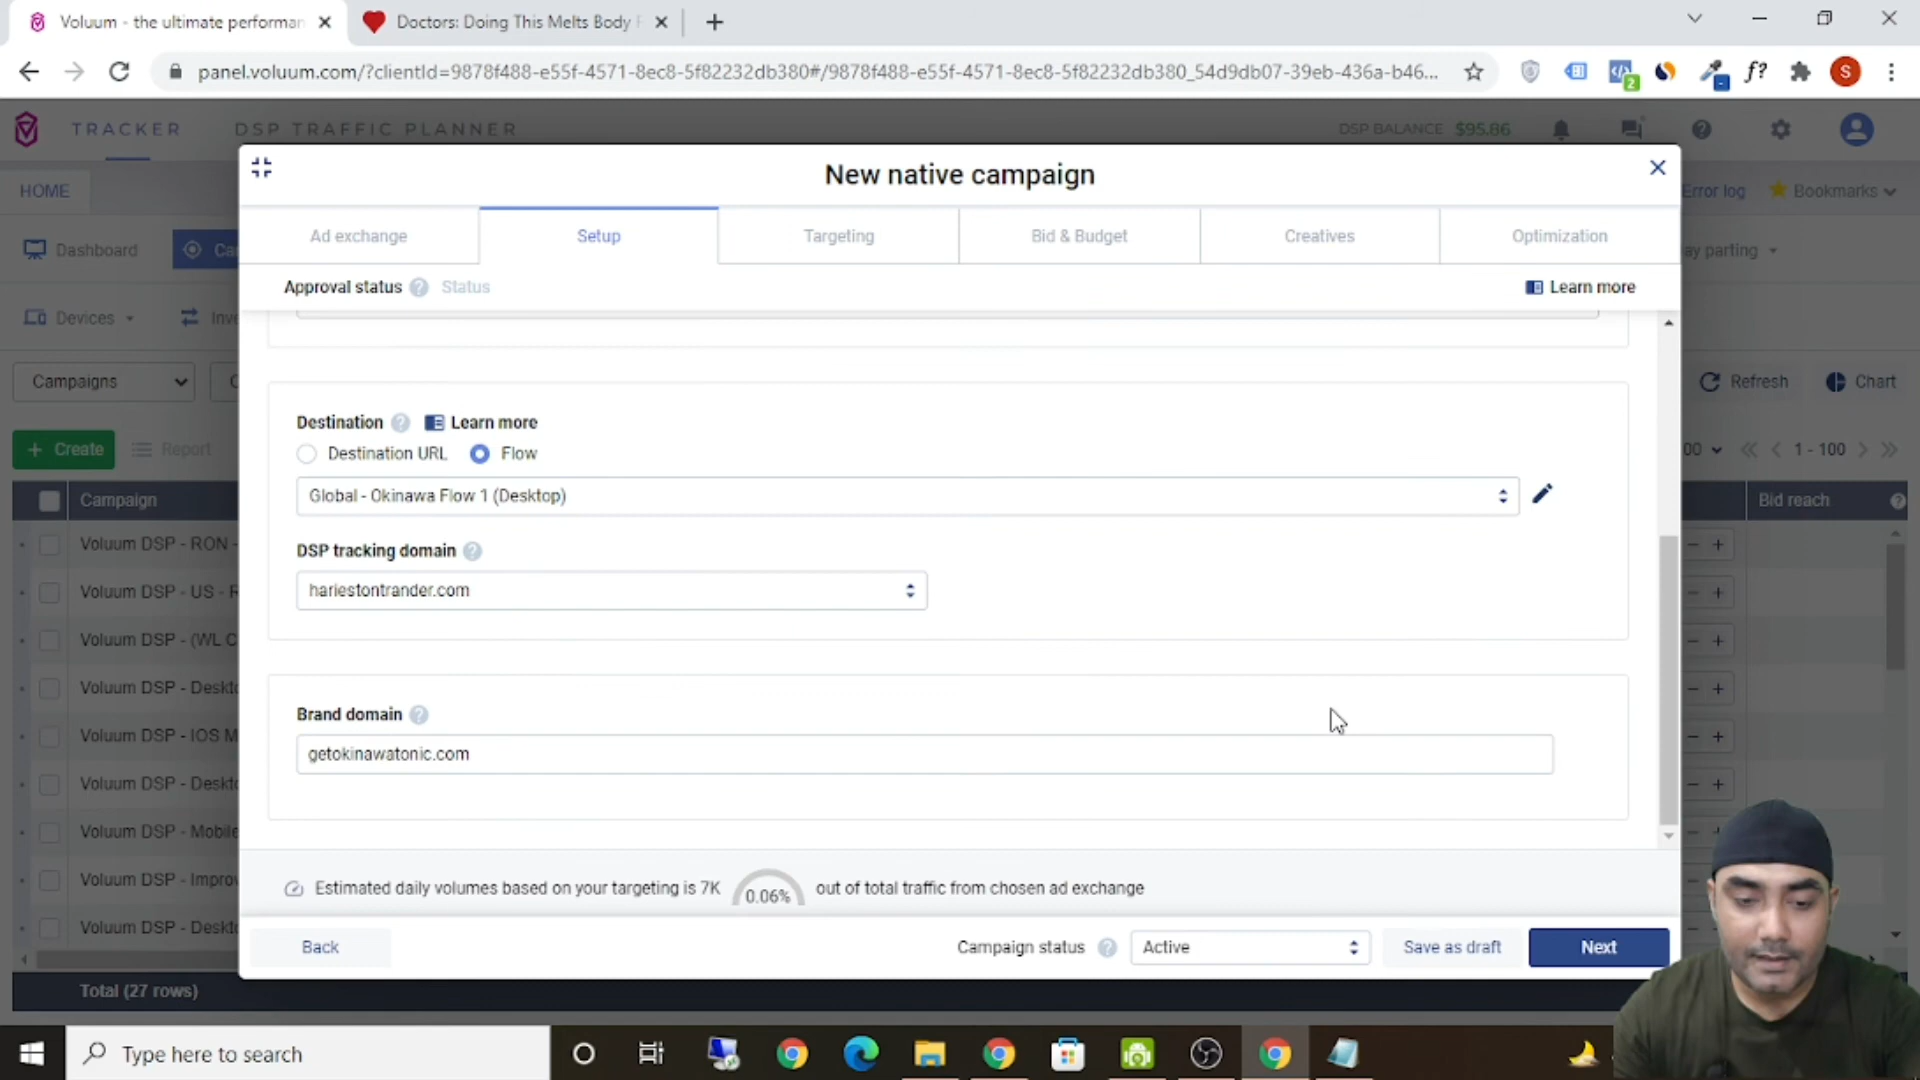 Voluum - the ultimate performan
Doctors: Doing This Melts Body F
panel.voluum.com/?clientId=9878f488-e55f-4571-8ec8-5f82232db380#/9878f488-e55f-4571-8ec8-5f82232db380_54d9db07-39eb-436a-b46...
2
f?
S
TRACKER
DSP TRAFFIC PLANNER
DSP BALANCE $95.86
HOME
Error log
Bookmarks
New native campaign
Dashboard
Ca
ay parting
Ad exchange
Setup
Targeting
Bid & Budget
Creatives
Optimization
Approval status
Status
Learn more
Devices
Inve
Campaigns
C
Refresh
Chart
Destination
Learn more
Destination URL
Flow
+ Create
Report
00
1 - 100
Global - Okinawa Flow 1 (Desktop)
Campaign
Bid reach
DSP tracking domain
harlestontrander.com
Voluum DSP - RON -
Voluum DSP - US - R
Voluum DSP - (WL C
Voluum DSP - Deskto
Voluum DSP - IOS M
Voluum DSP - Deskto
Voluum DSP - Mobile
Voluum DSP - Improv
Voluum DSP - Deskto
Brand domain
getokinawatonic.com
Estimated daily volumes based on your targeting is 7K
0.06%
out of total traffic from chosen ad exchange
Back
Campaign status
Active
Save as draft
Next
Total (27 rows)
Type here to search